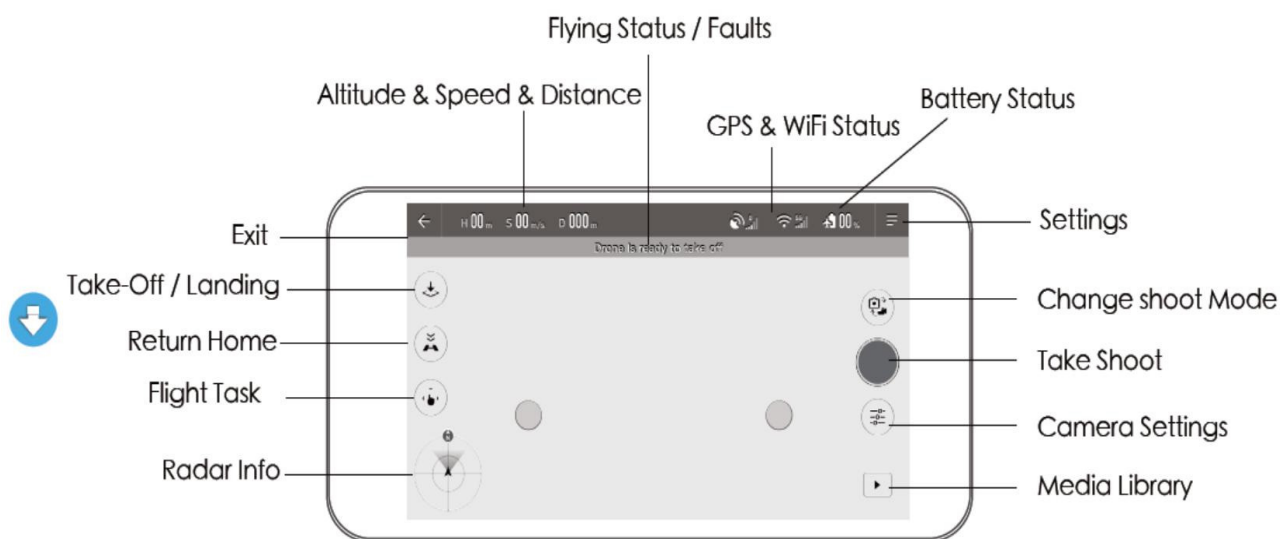 Flying Status / Faults
Altitude & Speed & Distance
Battery Status
GPS & WiFi Status
H 00 m S 00 m/s D 000 m
00 %
Settings
Exit
Drone is ready to take off
Take-Off / Landing
Change shoot Mode
Return Home
Take Shoot
Flight Task
Camera Settings
Radar Info
Media Library